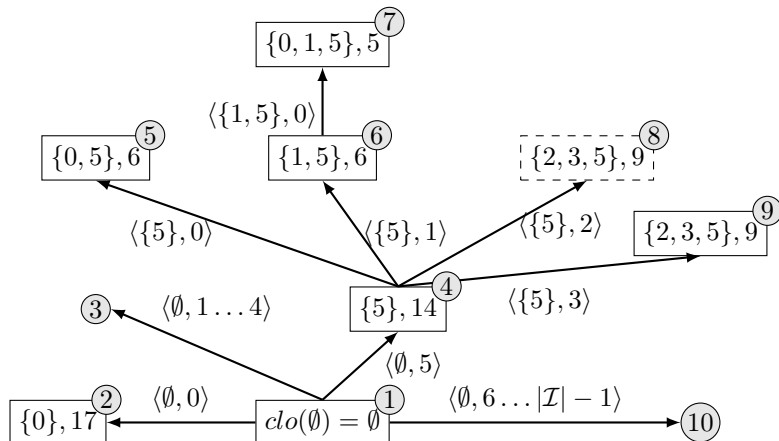 7
{0, 1, 5}, 5
⟨{1, 5}, 0⟩
5
6
8
{0, 5}, 6
{1, 5}, 6
{2, 3, 5}, 9
9
⟨{5}, 0⟩
⟨{5}, 1⟩
⟨{5}, 2⟩
{2, 3, 5}, 9
4
3
⟨∅, 1 … 4⟩
{5}, 14
⟨{5}, 3⟩
⟨∅, 5⟩
2
⟨∅, 0⟩
1
⟨∅, 6 … |ℐ| − 1⟩
{0}, 17
clo(∅) = ∅
10